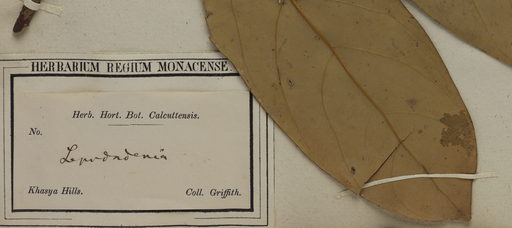 HERBARIUM REGIUM MONACENSE.
Herb. Hort. Bot. Calcuttensis.
No.
Lepidadenia
Khasya Hills. Coll. Griffith.